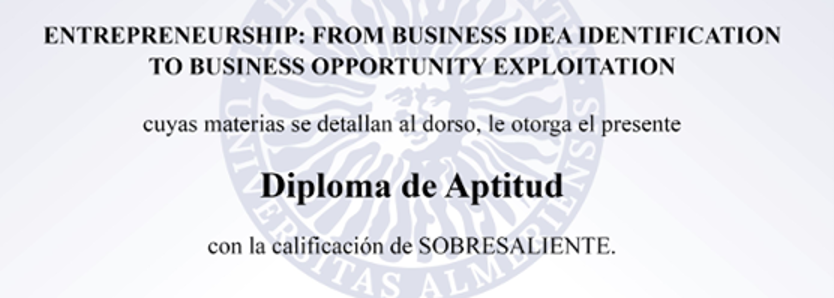 ENTREPRENEURSHIP: FROM BUSINESS IDEA IDENTIFICATION
TO BUSINESS OPPORTUNITY EXPLOITATION
cuyas materias se detallan al dorso, le otorga el presente
Diploma de Aptitud
con la calificación de SOBRESALIENTE.
UNIVERSITAS ALMERIENSIS